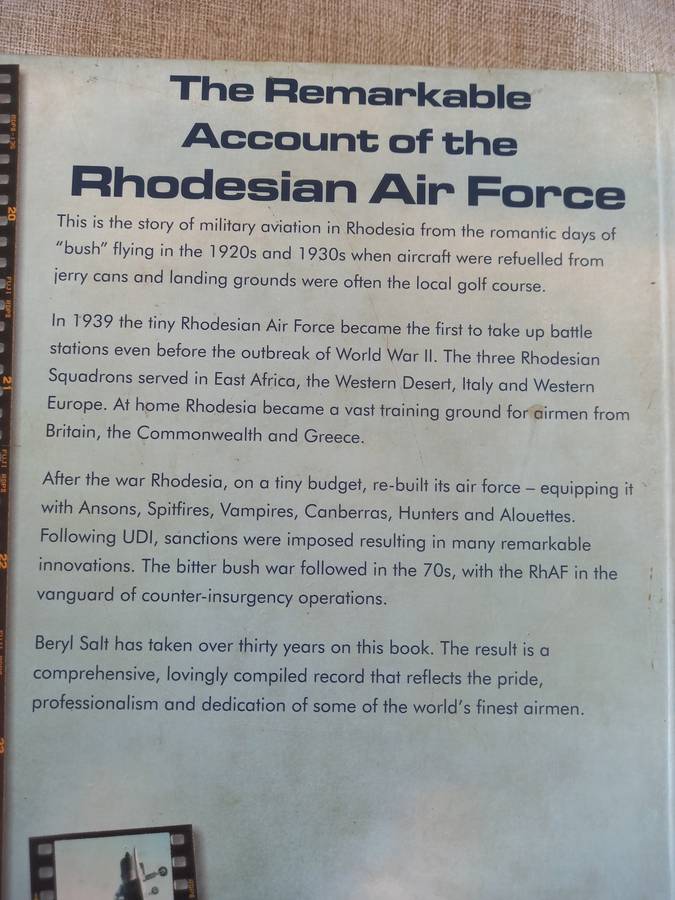 The Remarkable
Account of the
Rhodesian Air Force
This is the story of military aviation in Rhodesia from the romantic days of
“bush” flying in the 1920s and 1930s when aircraft were refuelled from
jerry cans and landing grounds were often the local golf course.
In 1939 the tiny Rhodesian Air Force became the first to take up battle
stations even before the outbreak of World War II. The three Rhodesian
Squadrons served in East Africa, the Western Desert, Italy and Western
Europe. At home Rhodesia became a vast training ground for airmen from
Britain, the Commonwealth and Greece.
After the war Rhodesia, on a tiny budget, re-built its air force – equipping it
with Ansons, Spitfires, Vampires, Canberras, Hunters and Alouettes.
Following UDI, sanctions were imposed resulting in many remarkable
innovations. The bitter bush war followed in the 70s, with the RhAF in the
vanguard of counter-insurgency operations.
Beryl Salt has taken over thirty years on this book. The result is a
comprehensive, lovingly compiled record that reflects the pride,
professionalism and dedication of some of the world’s finest airmen.
20
21
22
23